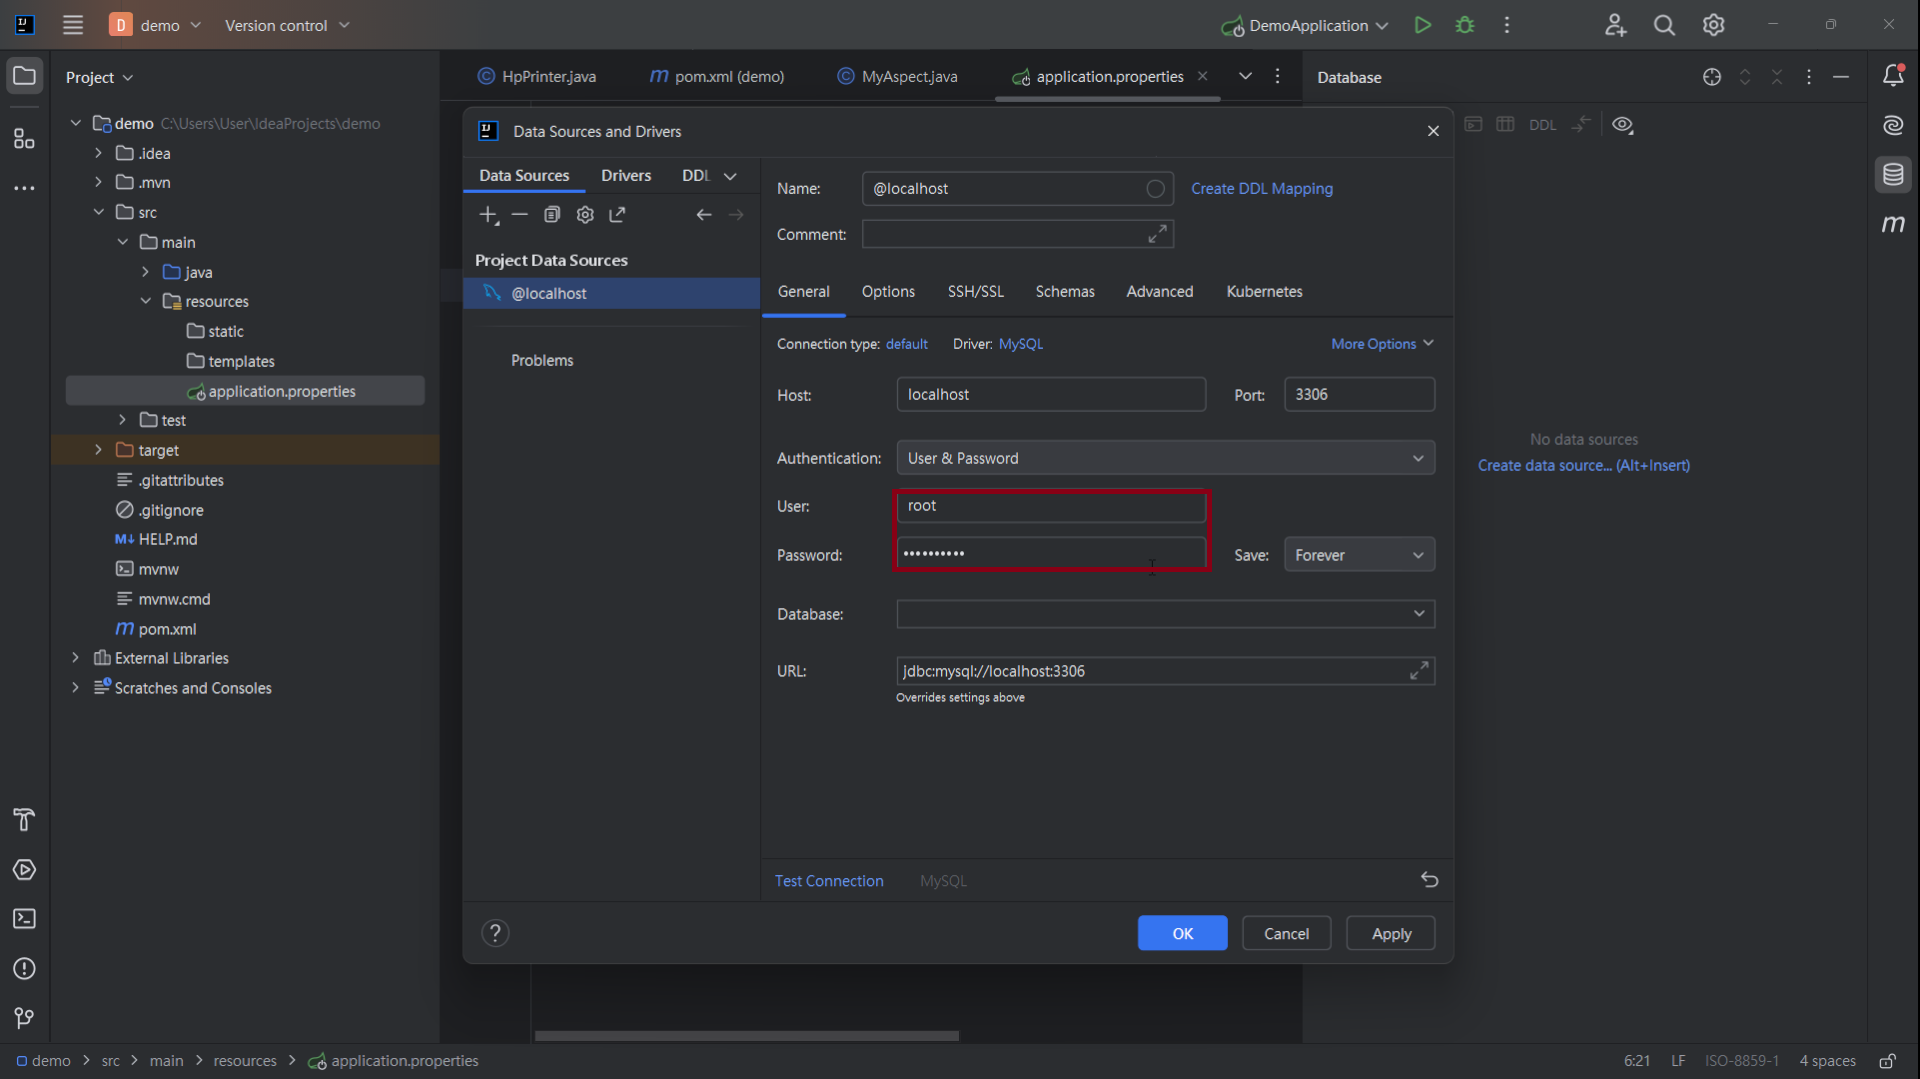 D demo Version control DemoApplication
Project
HpPrinter.java pom.xml (demo) MyAspect.java application.properties
Database
demo C:\Users\User\IdeaProjects\demo
.idea
.mvn
src
main
java
resources
static
templates
application.properties
test
target
.gitattributes
.gitignore
HELP.md
mvnw
mvnw.cmd
pom.xml
External Libraries
Scratches and Consoles
Data Sources and Drivers
Data Sources Drivers DDL
Project Data Sources
@localhost
Problems
Name: @localhost Create DDL Mapping
Comment:
General Options SSH/SSL Schemas Advanced Kubernetes
Connection type: default Driver: MySQL More Options
Host: localhost Port: 3306
Authentication: User & Password
User: root
Password: •••••••••• Save: Forever
Database:
URL: jdbc:mysql://localhost:3306
Overrides settings above
Test Connection MySQL
? OK Cancel Apply
DDL
No data sources
Create data source... (Alt+Insert)
m
demo > src > main > resources > application.properties
6:21 LF ISO-8859-1 4 spaces